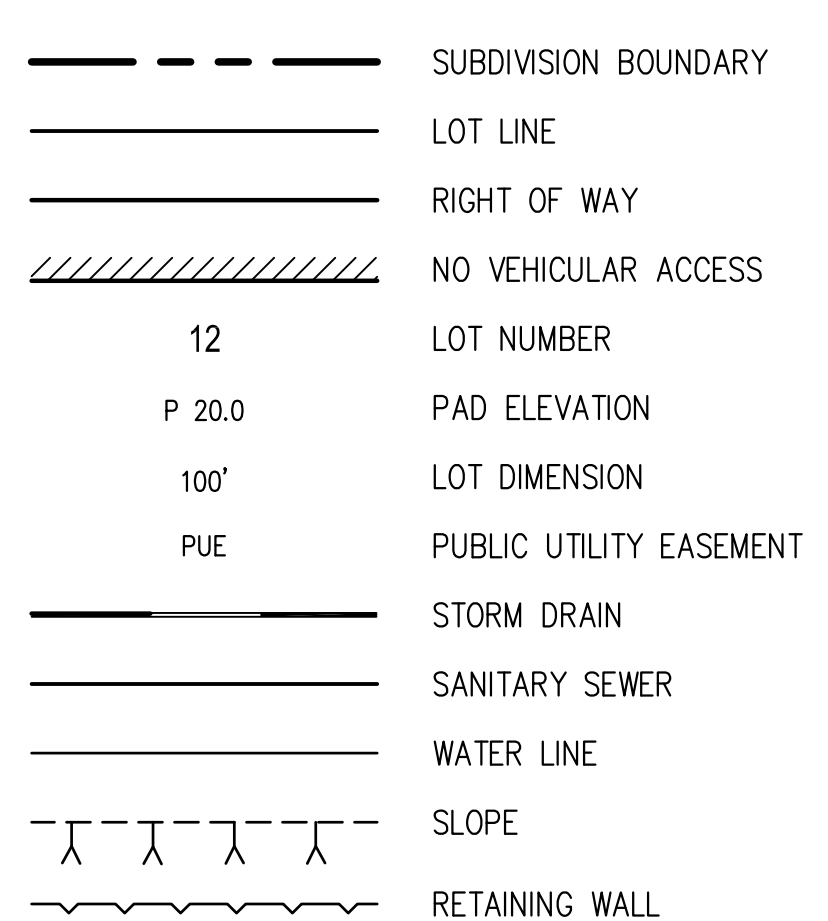 SUBDIVISION BOUNDARY
LOT LINE
RIGHT OF WAY
NO VEHICULAR ACCESS
12 LOT NUMBER
P 20.0 PAD ELEVATION
100' LOT DIMENSION
PUE PUBLIC UTILITY EASEMENT
STORM DRAIN
SANITARY SEWER
WATER LINE
SLOPE
RETAINING WALL